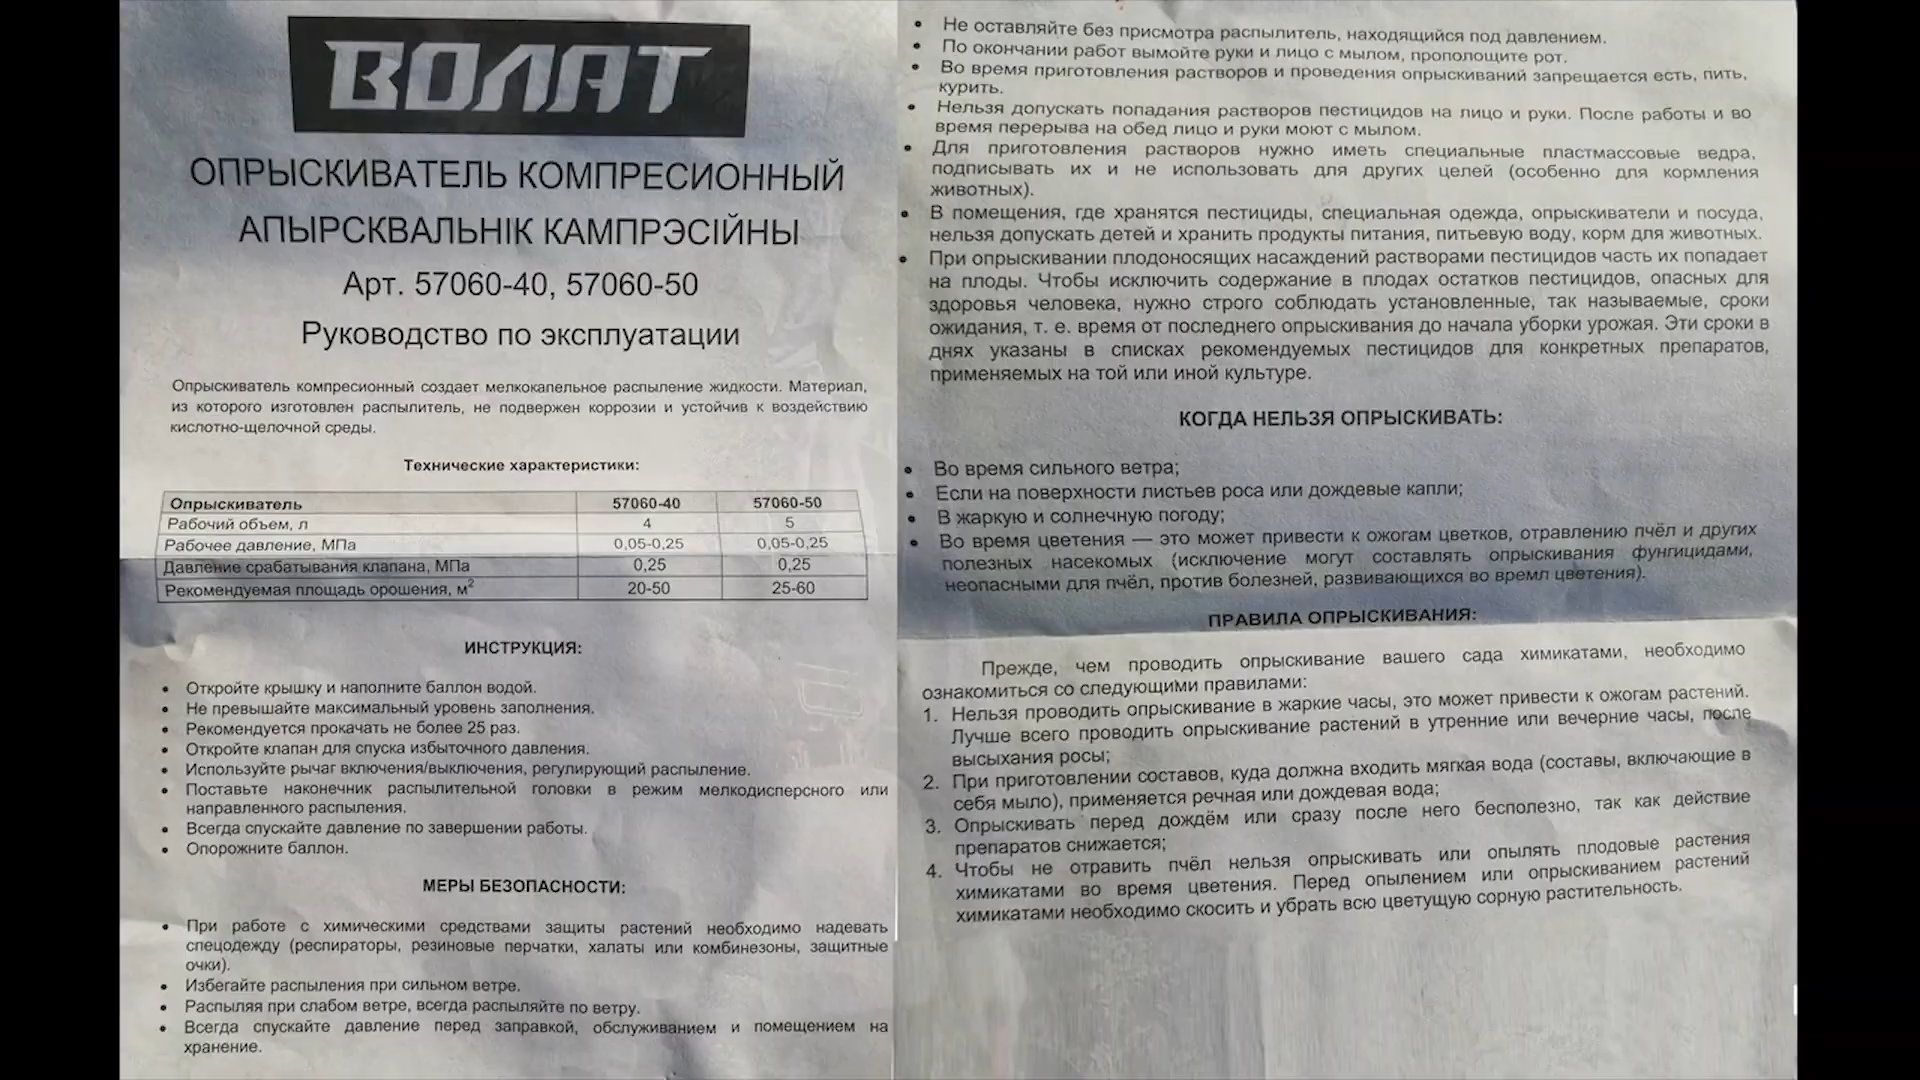 ВОЛАТ
ОПРЫСКИВАТЕЛЬ КОМПРЕСИОННЫЙ
АПЫРСКВАЛЬНІК КАМПРЭСІЙНЫ
Арт. 57060-40, 57060-50
Руководство по эксплуатации
Опрыскиватель компресионный создает мелкокапельное распыление жидкости. Материал,
из которого изготовлен распылитель, не подвержен коррозии и устойчив к воздействию
кислотно-щелочной среды.
Технические характеристики:
Опрыскиватель 57060-40 57060-50
Рабочий объем, л 4 5
Рабочее давление, МПа 0,05-0,25 0,05-0,25
Давление срабатывания клапана, МПа 0,25 0,25
Рекомендуемая площадь орошения, м² 20-50 25-60
ИНСТРУКЦИЯ:
• Откройте крышку и наполните баллон водой.
• Не превышайте максимальный уровень заполнения.
• Рекомендуется прокачать не более 25 раз.
• Откройте клапан для спуска избыточного давления.
• Используйте рычаг включения/выключения, регулирующий распыление.
• Поставьте наконечник распылительной головки в режим мелкодисперсного или
направленного распыления.
• Всегда спускайте давление по завершении работы.
• Опорожните баллон.
МЕРЫ БЕЗОПАСНОСТИ:
• При работе с химическими средствами защиты растений необходимо надевать
спецодежду (респираторы, резиновые перчатки, халаты или комбинезоны, защитные
очки).
• Избегайте распыления при сильном ветре.
• Распыляя при слабом ветре, всегда распыляйте по ветру.
• Всегда спускайте давление перед заправкой, обслуживанием и помещением на
хранение.
• Не оставляйте без присмотра распылитель, находящийся под давлением.
• По окончании работ вымойте руки и лицо с мылом, прополощите рот.
• Во время приготовления растворов и проведения опрыскиваний запрещается есть, пить,
курить.
• Нельзя допускать попадания растворов пестицидов на лицо и руки. После работы и во
время перерыва на обед лицо и руки моют с мылом.
• Для приготовления растворов нужно иметь специальные пластмассовые ведра,
подписывать их и не использовать для других целей (особенно для кормления
животных).
• В помещения, где хранятся пестициды, специальная одежда, опрыскиватели и посуда,
нельзя допускать детей и хранить продукты питания, питьевую воду, корм для животных.
• При опрыскивании плодоносящих насаждений растворами пестицидов часть их попадает
на плоды. Чтобы исключить содержание в плодах остатков пестицидов, опасных для
здоровья человека, нужно строго соблюдать установленные, так называемые, сроки
ожидания, т. е. время от последнего опрыскивания до начала уборки урожая. Эти сроки в
днях указаны в списках рекомендуемых пестицидов для конкретных препаратов,
применяемых на той или иной культуре.
КОГДА НЕЛЬЗЯ ОПРЫСКИВАТЬ:
• Во время сильного ветра;
• Если на поверхности листьев роса или дождевые капли;
• В жаркую и солнечную погоду;
• Во время цветения — это может привести к ожогам цветков, отравлению пчёл и других
полезных насекомых (исключение могут составлять опрыскивания фунгицидами,
неопасными для пчёл, против болезней, развивающихся во время цветения).
ПРАВИЛА ОПРЫСКИВАНИЯ:
Прежде, чем проводить опрыскивание вашего сада химикатами, необходимо
ознакомиться со следующими правилами:
1. Нельзя проводить опрыскивание в жаркие часы, это может привести к ожогам растений.
Лучше всего проводить опрыскивание растений в утренние или вечерние часы, после
высыхания росы;
2. При приготовлении составов, куда должна входить мягкая вода (составы, включающие в
себя мыло), применяется речная или дождевая вода;
3. Опрыскивать перед дождём или сразу после него бесполезно, так как действие
препаратов снижается;
4. Чтобы не отравить пчёл нельзя опрыскивать или опылять плодовые растения
химикатами во время цветения. Перед опылением или опрыскиванием растений
химикатами необходимо скосить и убрать всю цветущую сорную растительность.